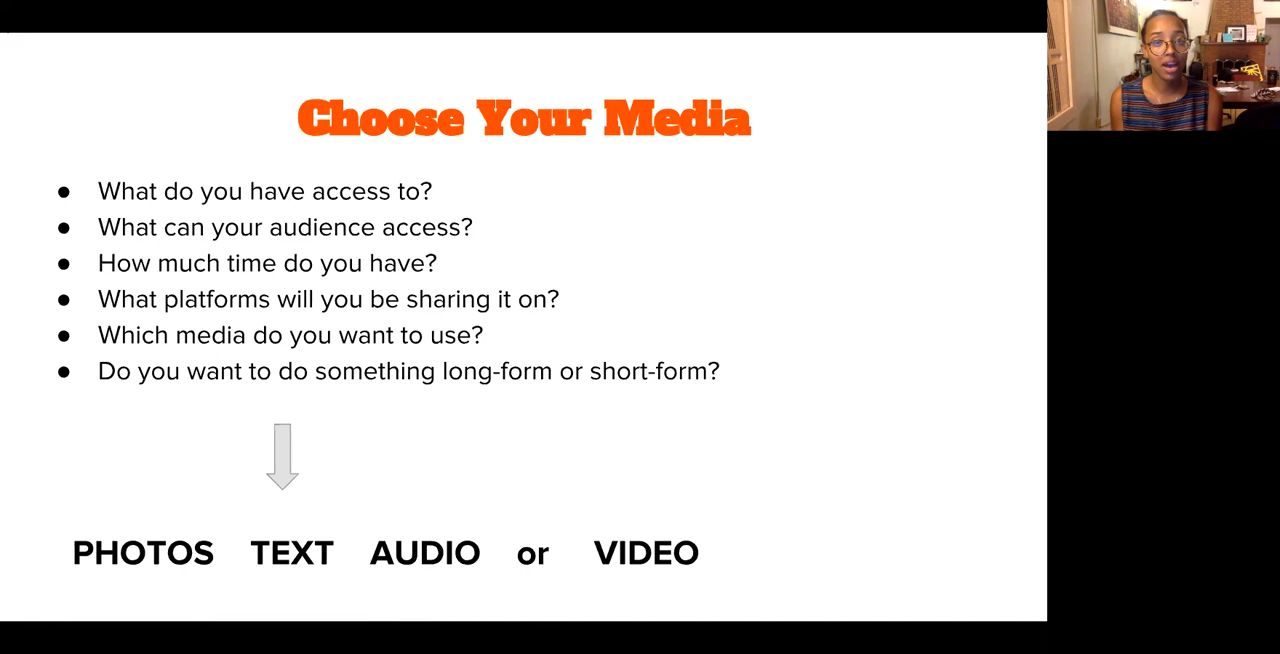 Choose Your Media
● What do you have access to?
● What can your audience access?
● How much time do you have?
● What platforms will you be sharing it on?
● Which media do you want to use?
● Do you want to do something long-form or short-form?
PHOTOS TEXT AUDIO or VIDEO